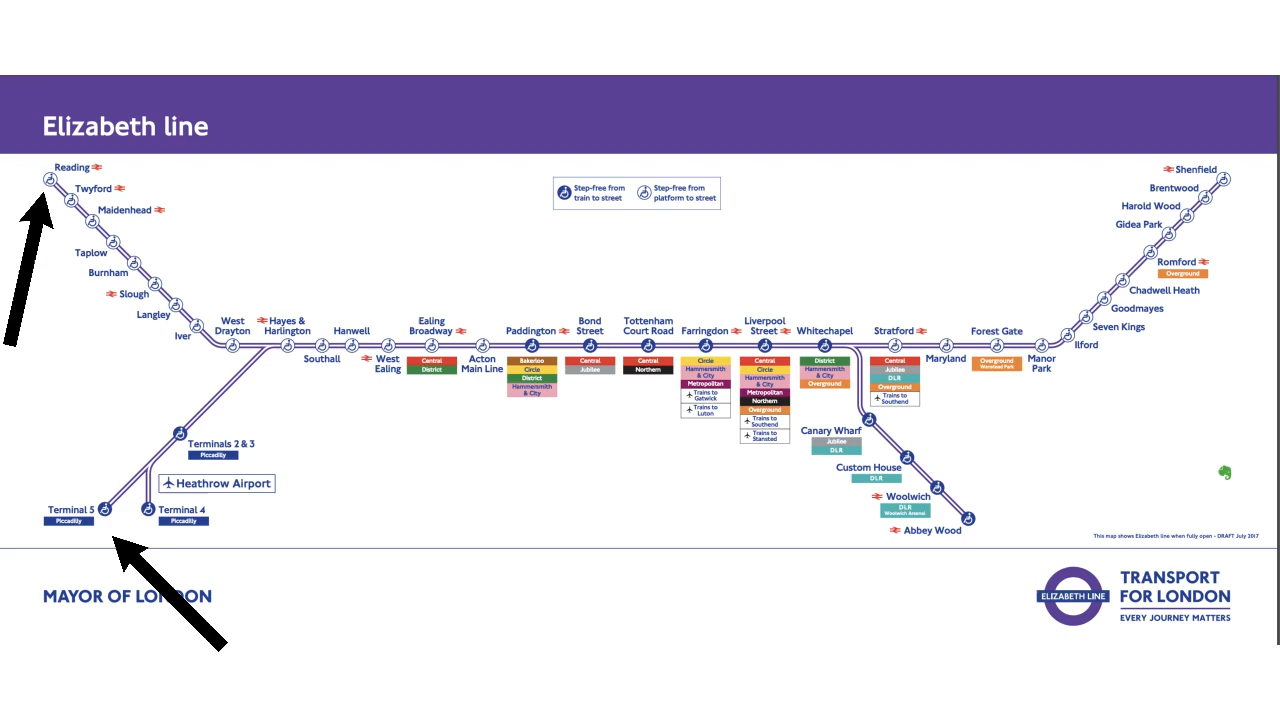 Elizabeth line
Reading
Twyford
Maidenhead
Taplow
Burnham
Slough
Langley
Iver
Step-free from
train to street
Step-free from
platform to street
West
Drayton
Hayes &
Harlington
Southall
Hanwell
West
Ealing
Ealing
Broadway
Central
District
Acton
Main Line
Paddington
Bakerloo
Circle
District
Hammersmith
& City
Bond
Street
Central
Jubilee
Tottenham
Court Road
Central
Northern
Farringdon
Circle
Hammersmith
& City
Metropolitan
Trains to
Gatwick
Trains to
Luton
Liverpool
Street
Central
Circle
Hammersmith
& City
Metropolitan
Northern
Overground
Trains to
Southend
Trains to
Stansted
Whitechapel
District
Hammersmith
& City
Overground
Stratford
Central
Jubilee
DLR
Overground
Trains to
Southend
Maryland
Forest Gate
Overground
Wanstead Park
Manor
Park
Ilford
Seven Kings
Goodmayes
Chadwell Heath
Romford
Overground
Gidea Park
Harold Wood
Brentwood
Shenfield
Terminals 2 & 3
Piccadilly
Heathrow Airport
Terminal 5
Piccadilly
Terminal 4
Piccadilly
Canary Wharf
Jubilee
DLR
Custom House
DLR
Woolwich
DLR
Woolwich Arsenal
Abbey Wood
This map shows Elizabeth line when fully open - DRAFT July 2017
MAYOR OF LONDON
ELIZABETH LINE
TRANSPORT
FOR LONDON
EVERY JOURNEY MATTERS